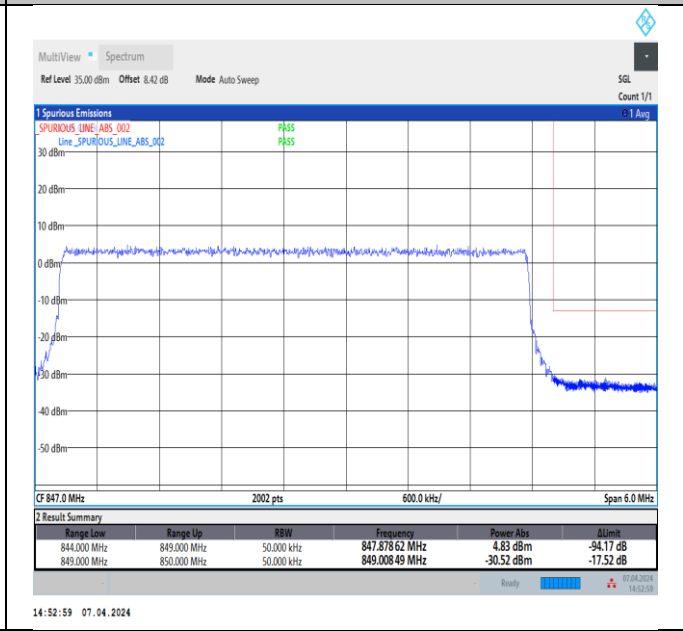 MultiView Spectrum
Ref Level 35.00 dBm Offset 8.42 dB Mode Auto Sweep SGL
Count 1/1
1 Spurious Emissions 1 Avg
_SPURIOUS_LINE_ABS_002 PASS
Line _SPURIOUS_LINE_ABS_002 PASS
30 dBm
20 dBm
10 dBm
0 dBm
-10 dBm
-20 dBm
-30 dBm
-40 dBm
-50 dBm
CF 847.0 MHz 2002 pts 600.0 kHz/ Span 6.0 MHz
2 Result Summary
Range Low Range Up RBW Frequency Power Abs ΔLimit
844.000 MHz 849.000 MHz 50.000 kHz 847.878 62 MHz 4.83 dBm -94.17 dB
849.000 MHz 850.000 MHz 50.000 kHz 849.008 49 MHz -30.52 dBm -17.52 dB
Ready 07.04.2024
14:52:59
14:52:59 07.04.2024